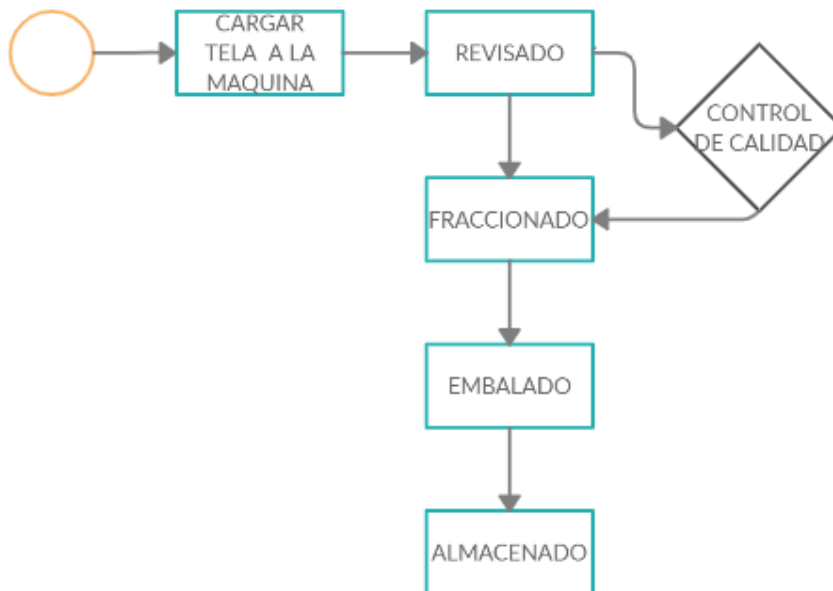 CARGAR
TELA A LA
MAQUINA
REVISADO
CONTROL
DE CALIDAD
FRACCIONADO
EMBALADO
ALMACENADO